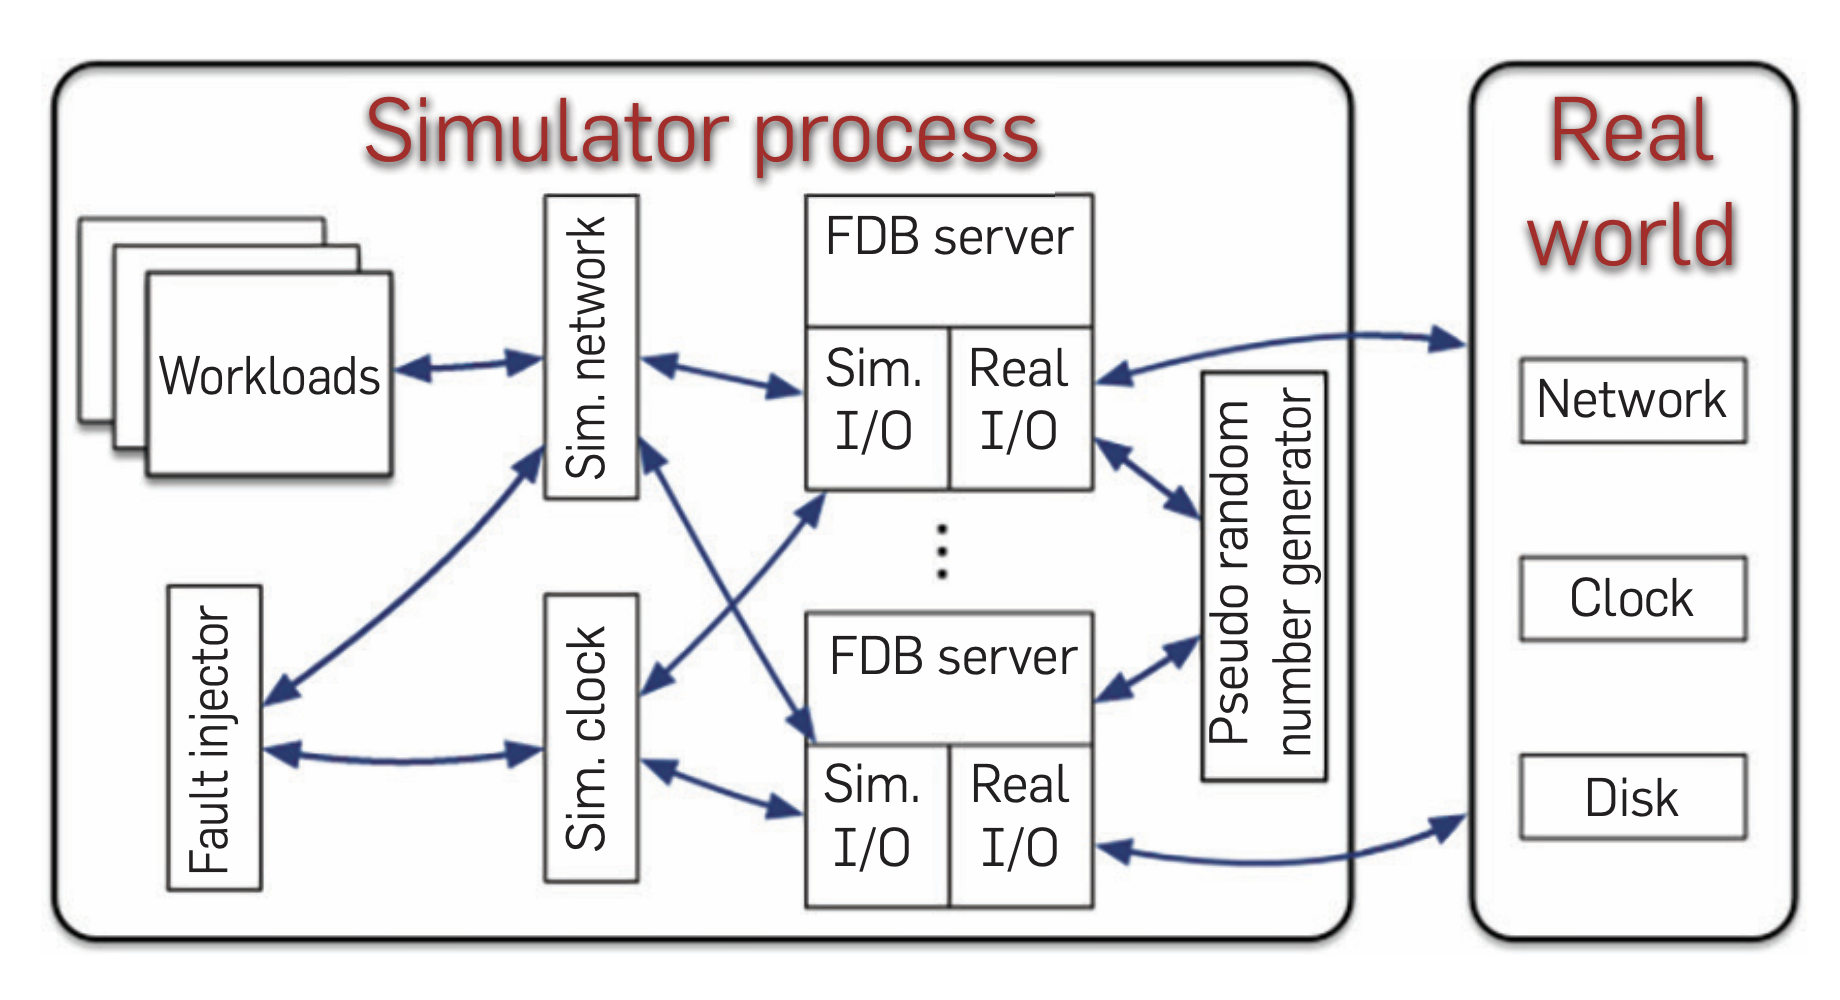 Simulator process
Workloads
Sim. network
Fault injector
Sim. clock
FDB server
Sim.
I/O
Real
I/O
FDB server
Sim.
I/O
Real
I/O
Pseudo random
number generator
Real
world
Network
Clock
Disk